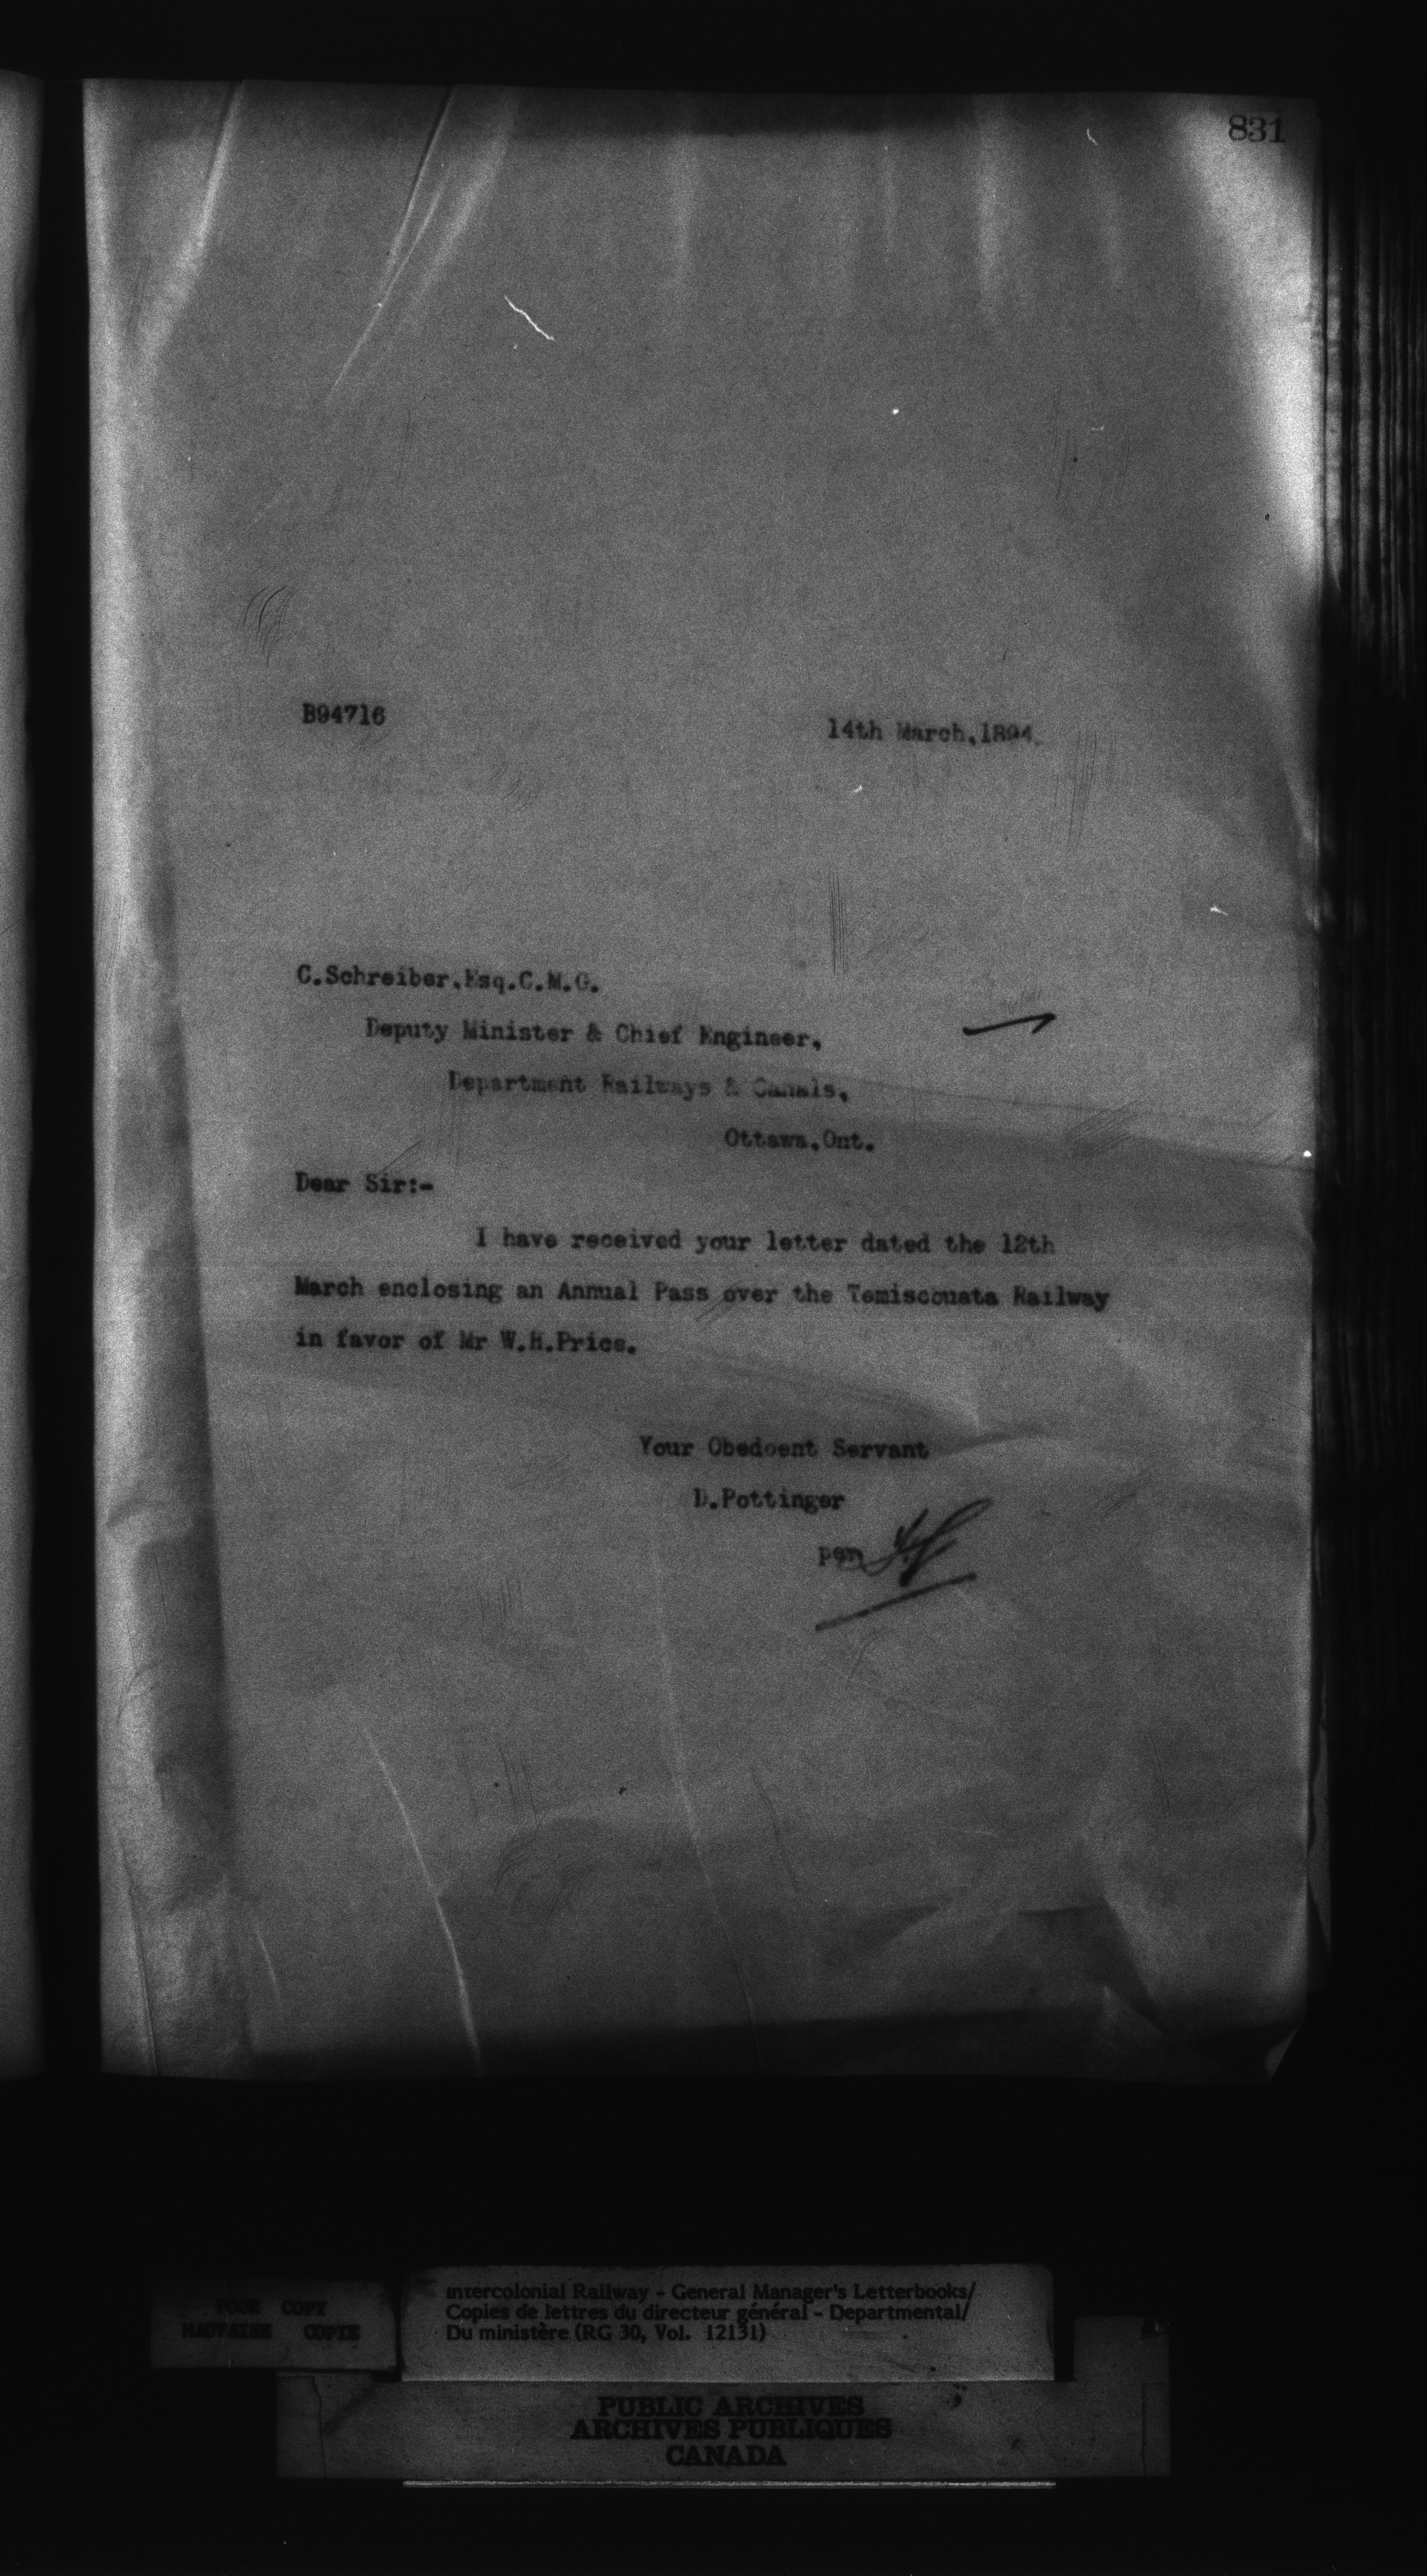 831
B94716
14th March,1894.
C.Schreiber.Esq.C.M.G.
Deputy Minister & Chief Engineer,
Department Railways & Canals,
Ottawa,Ont.
Dear Sir:-
I have received your letter dated the 12th
March enclosing an Annual Pass over the Temiscouata Railway
in favor of Mr W.H.Price.
Your Obedoent Servant
D.Pottinger
per
POOR COPY
MAUVAISE COPIE
Intercolonial Railway - General Manager's Letterbooks/
Copies de lettres du directeur général - Departmental/
Du ministère (RG 30, Vol. 12131)
PUBLIC ARCHIVES
ARCHIVES PUBLIQUES
CANADA